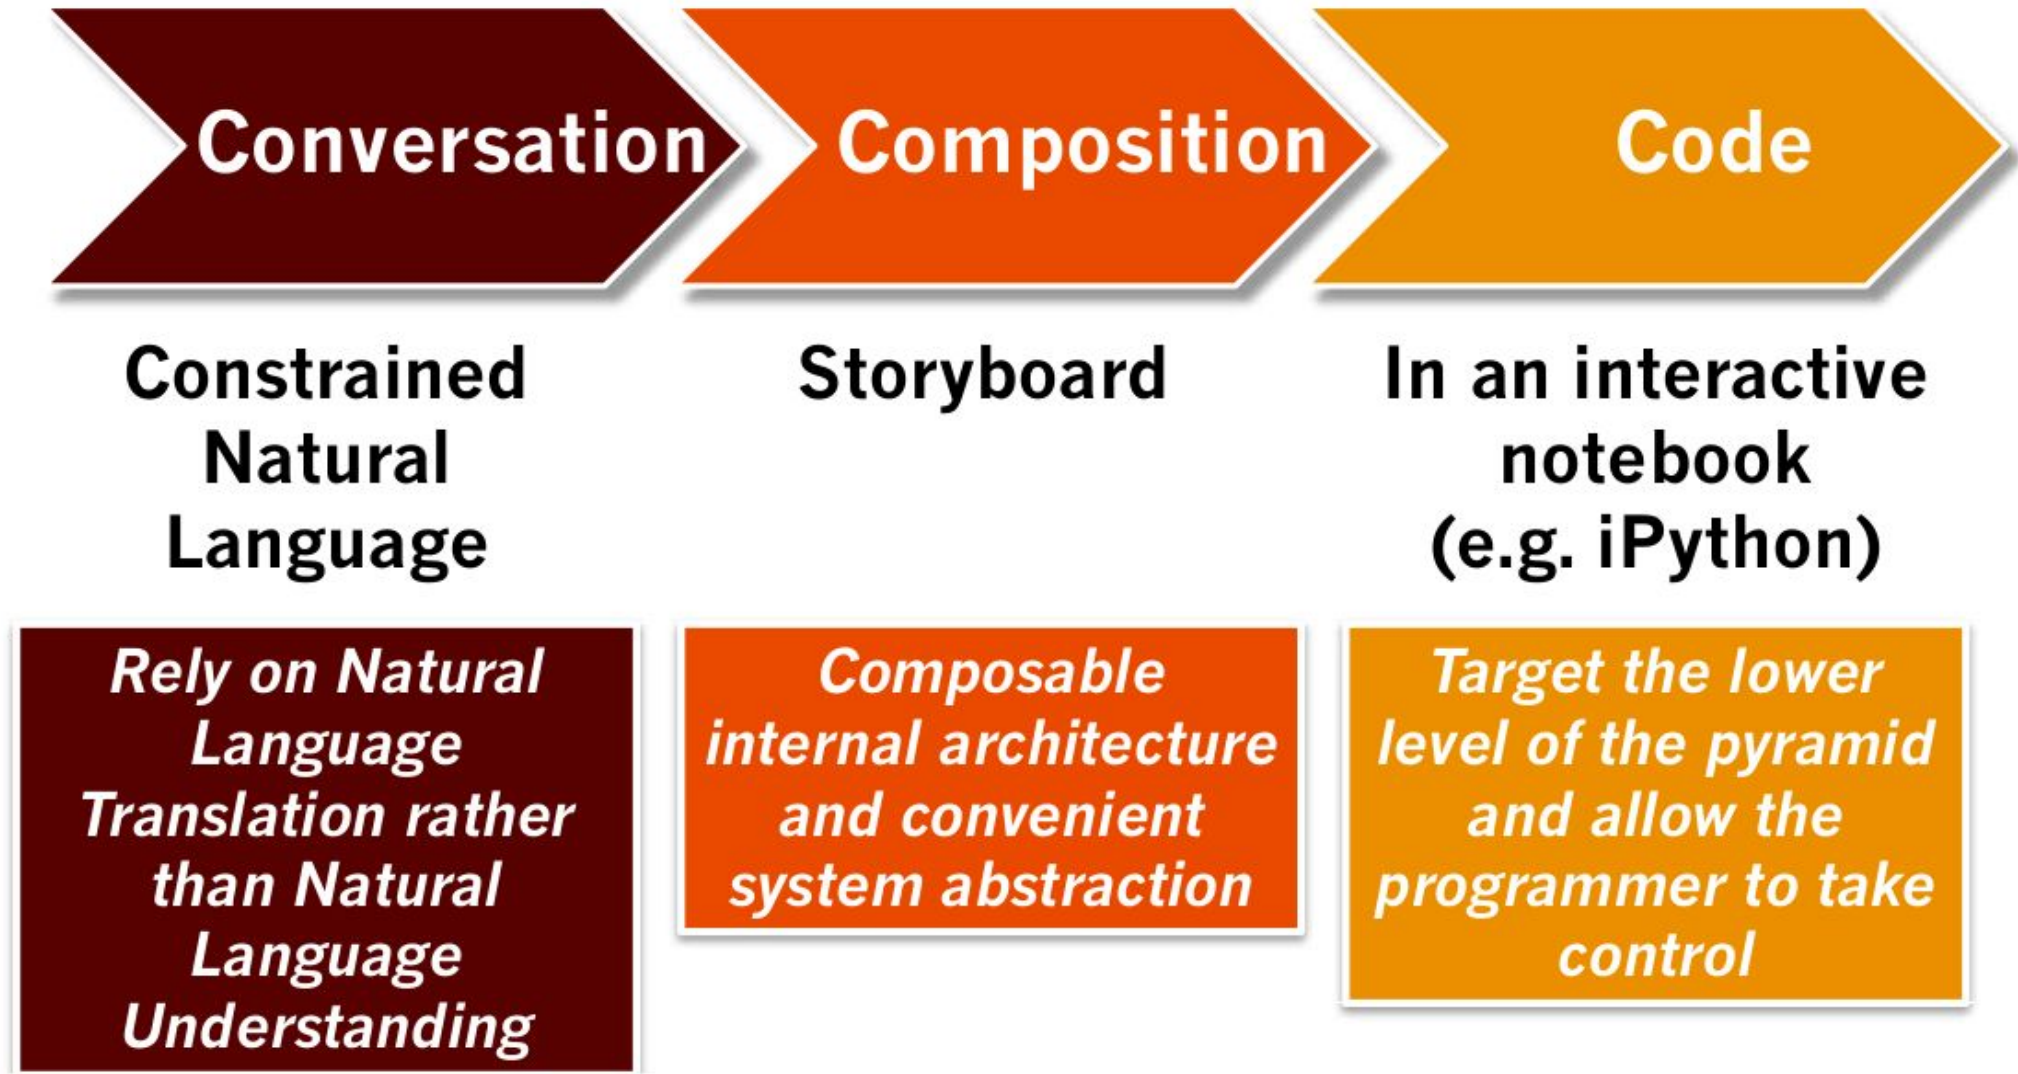 Conversation
Composition
Code
Constrained
Natural
Language
Storyboard
In an interactive
notebook
(e.g. iPython)
Rely on Natural
Language
Translation rather
than Natural
Language
Understanding
Composable
internal architecture
and convenient
system abstraction
Target the lower
level of the pyramid
and allow the
programmer to take
control